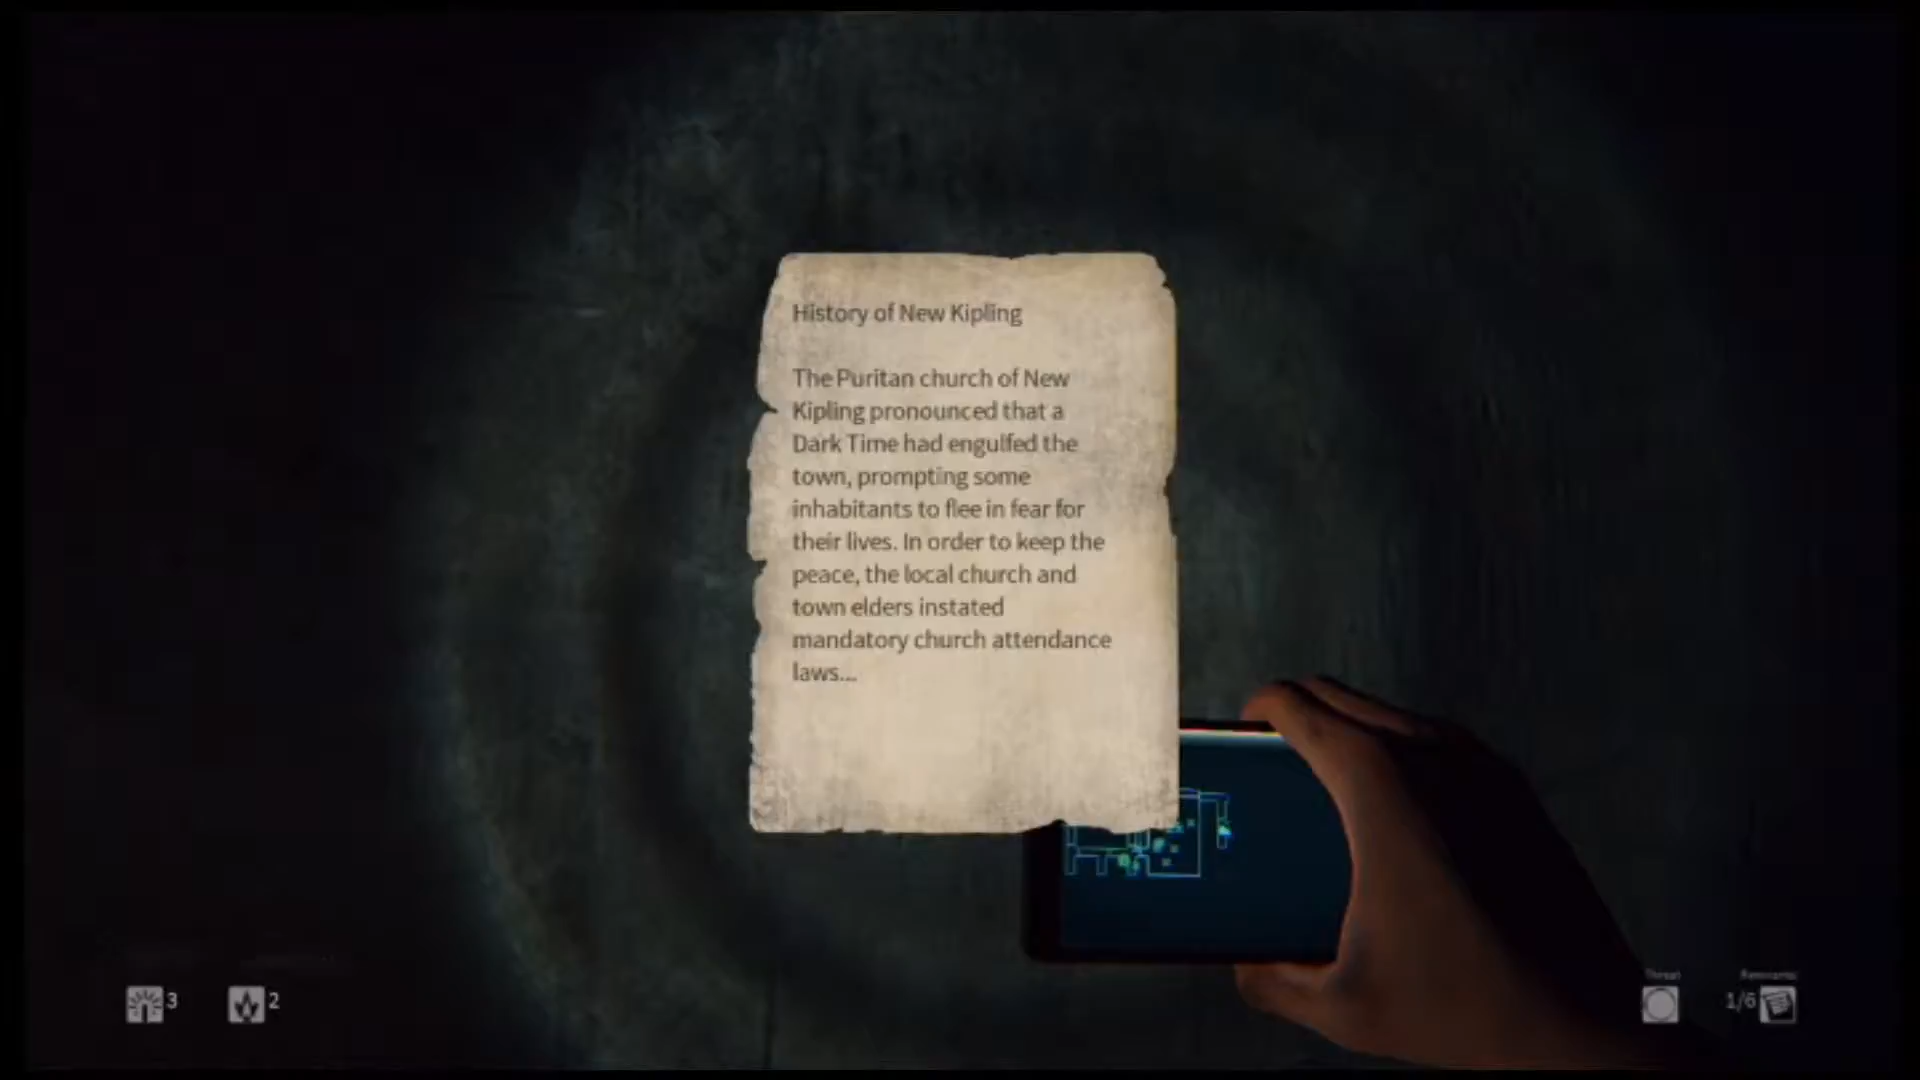 History of New Kipling
The Puritan church of New
Kipling pronounced that a
Dark Time had engulfed the
town, prompting some
inhabitants to flee in fear for
their lives. In order to keep the
peace, the local church and
town elders instated
mandatory church attendance
laws...
Threat
Remnants
3
2
1/6